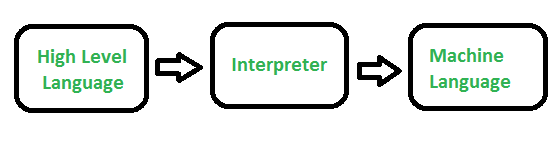 High Level
Language
Interpreter
Machine
Language